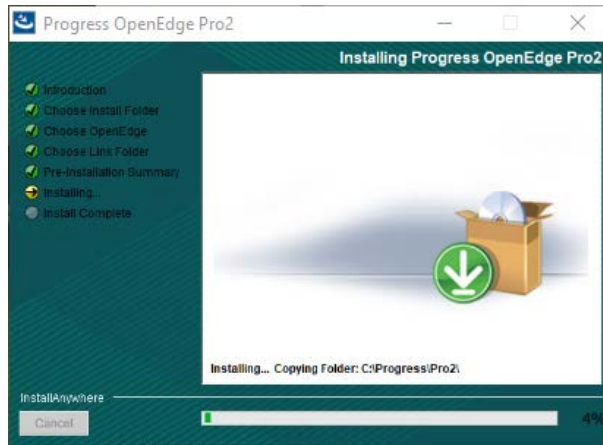 Progress OpenEdge Pro2
Installing Progress OpenEdge Pro2
Introduction
Choose Install Folder
Choose OpenEdge
Choose Link Folder
Pre-Installation Summary
Installing...
Install Complete
Installing... Copying Folder: C:\Progress\Pro2\
InstallAnywhere
Cancel
4%